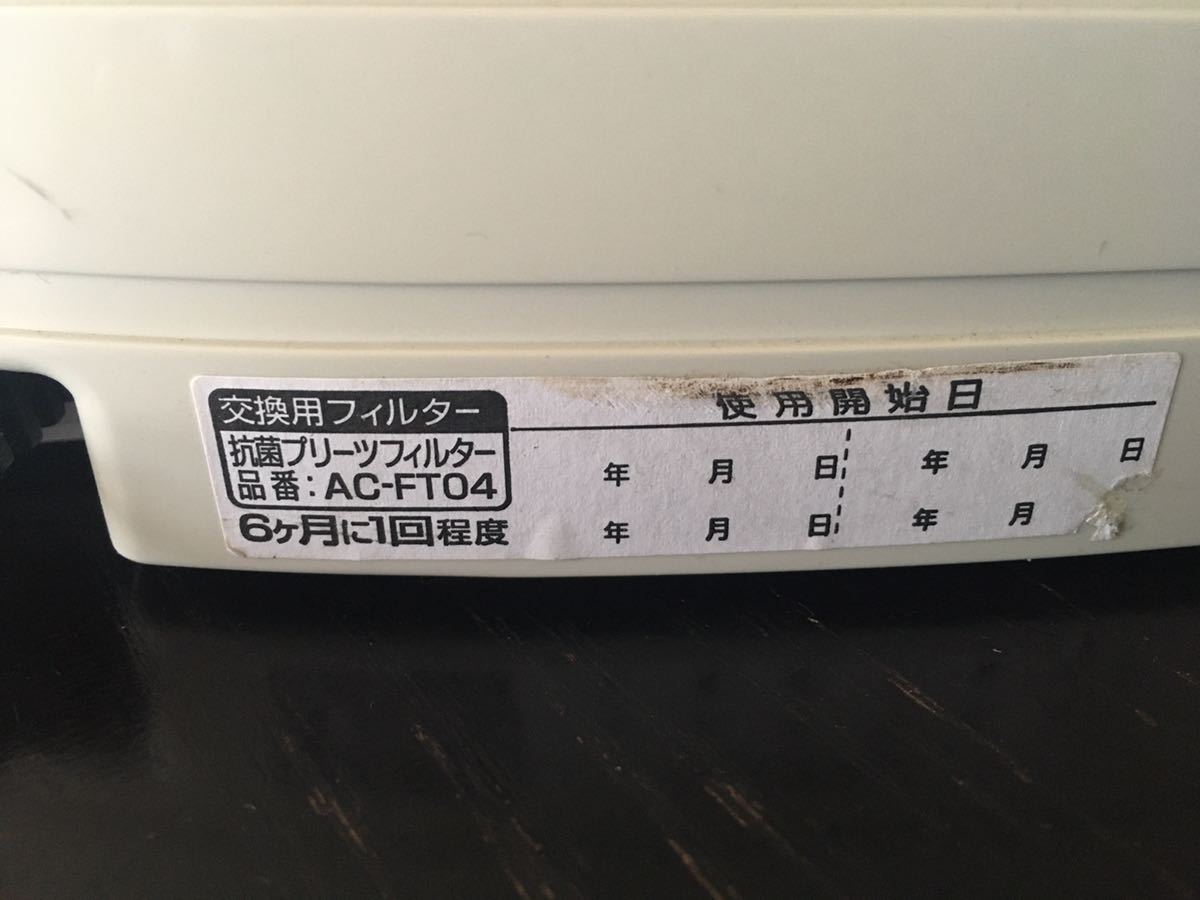 交換用フィルター
抗菌プリーツフィルター
品番：AC-FT04
6ヶ月に1回程度
使用開始日
年 月 日 年 月 日
年 月 日 年 月